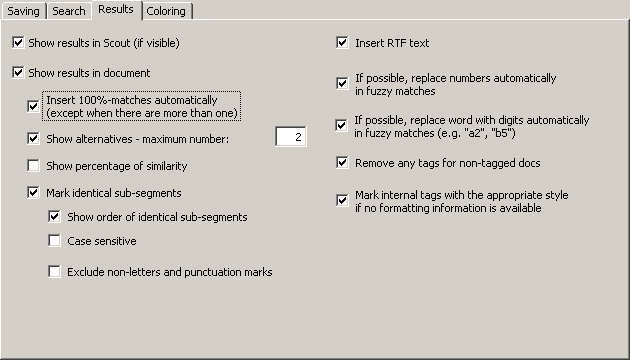 Saving
Search
Results
Coloring
Show results in Scout (if visible)
Show results in document
Insert 100%-matches automatically
(except when there are more than one)
Show alternatives - maximum number:
2
Show percentage of similarity
Mark identical sub-segments
Show order of identical sub-segments
Case sensitive
Exclude non-letters and punctuation marks
Insert RTF text
If possible, replace numbers automatically
in fuzzy matches
If possible, replace word with digits automatically
in fuzzy matches (e.g. "a2", "b5")
Remove any tags for non-tagged docs
Mark internal tags with the appropriate style
if no formatting information is available